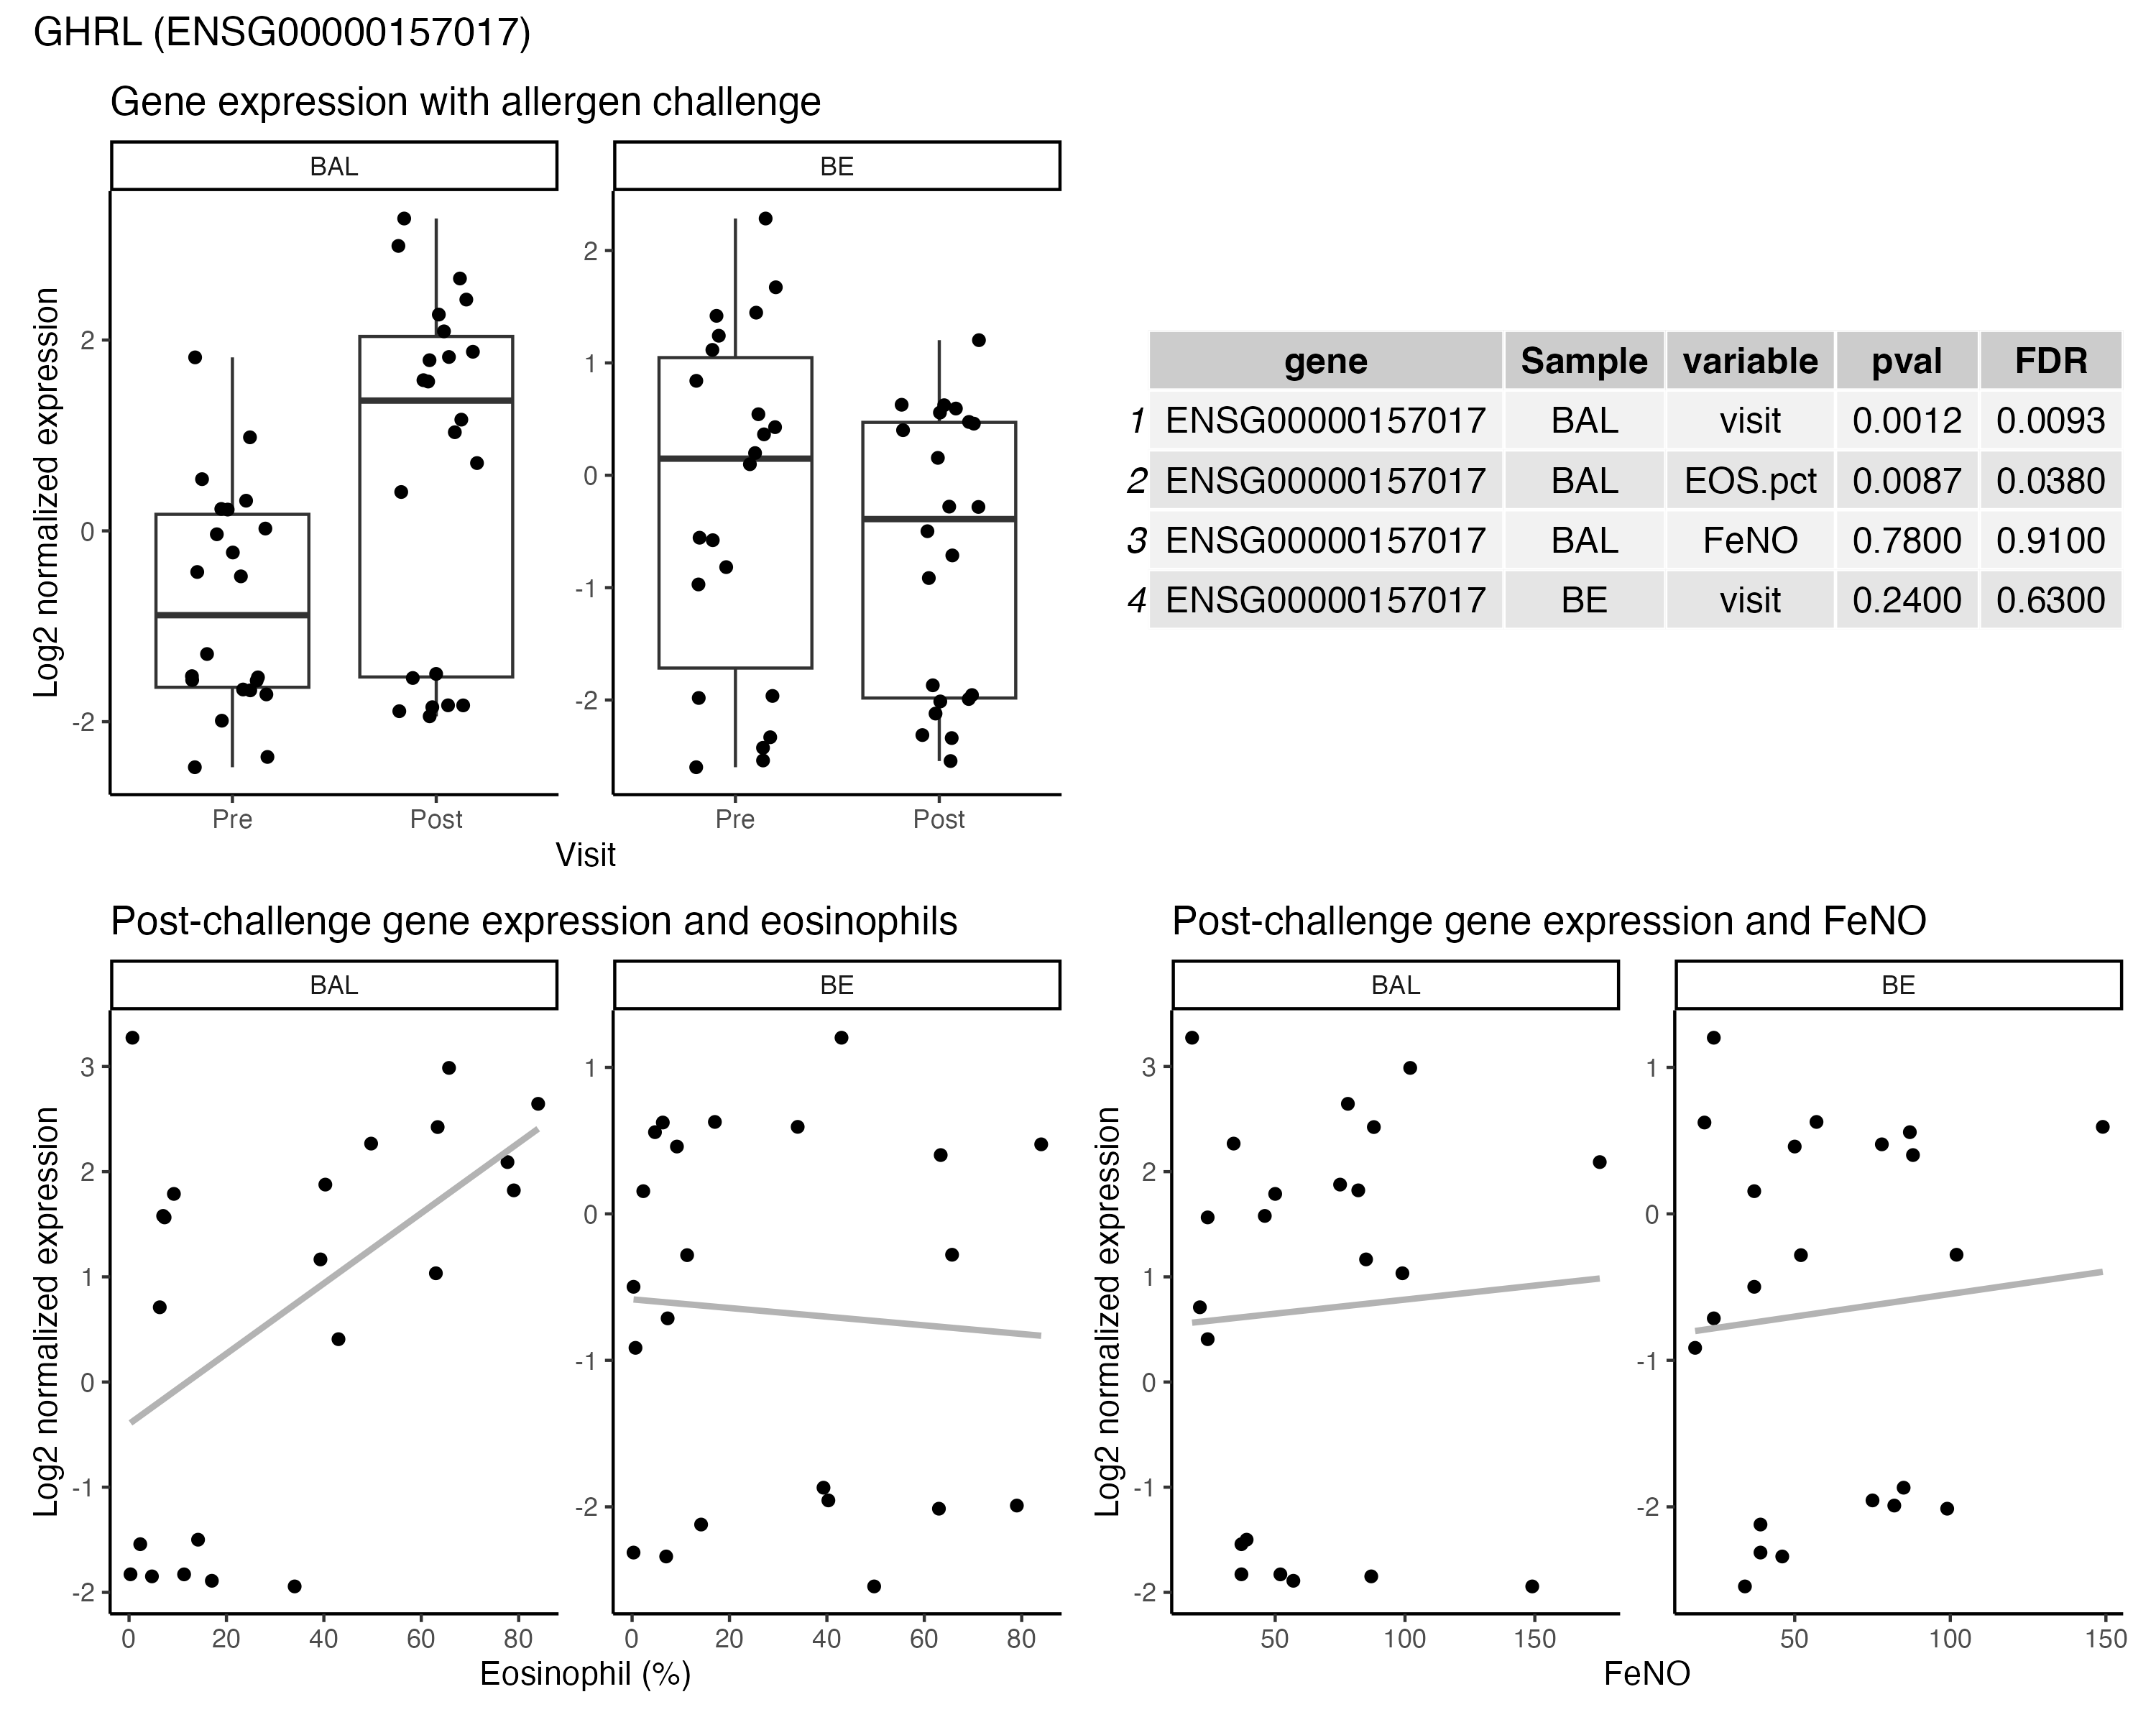 GHRL (ENSG00000157017)
Gene expression with allergen challenge
BAL
BE
Log2 normalized expression
2
0
-2
2
1
0
-1
-2
Pre
Post
Pre
Post
Visit
gene Sample variable pval FDR
1 ENSG00000157017 BAL visit 0.0012 0.0093
2 ENSG00000157017 BAL EOS.pct 0.0087 0.0380
3 ENSG00000157017 BAL FeNO 0.7800 0.9100
4 ENSG00000157017 BE visit 0.2400 0.6300
Post-challenge gene expression and eosinophils
BAL
BE
Log2 normalized expression
3
2
1
0
-1
-2
1
0
-1
-2
0 20 40 60 80
0 20 40 60 80
Eosinophil (%)
Post-challenge gene expression and FeNO
BAL
BE
Log2 normalized expression
3
2
1
0
-1
-2
1
0
-1
-2
50 100 150
50 100 150
FeNO